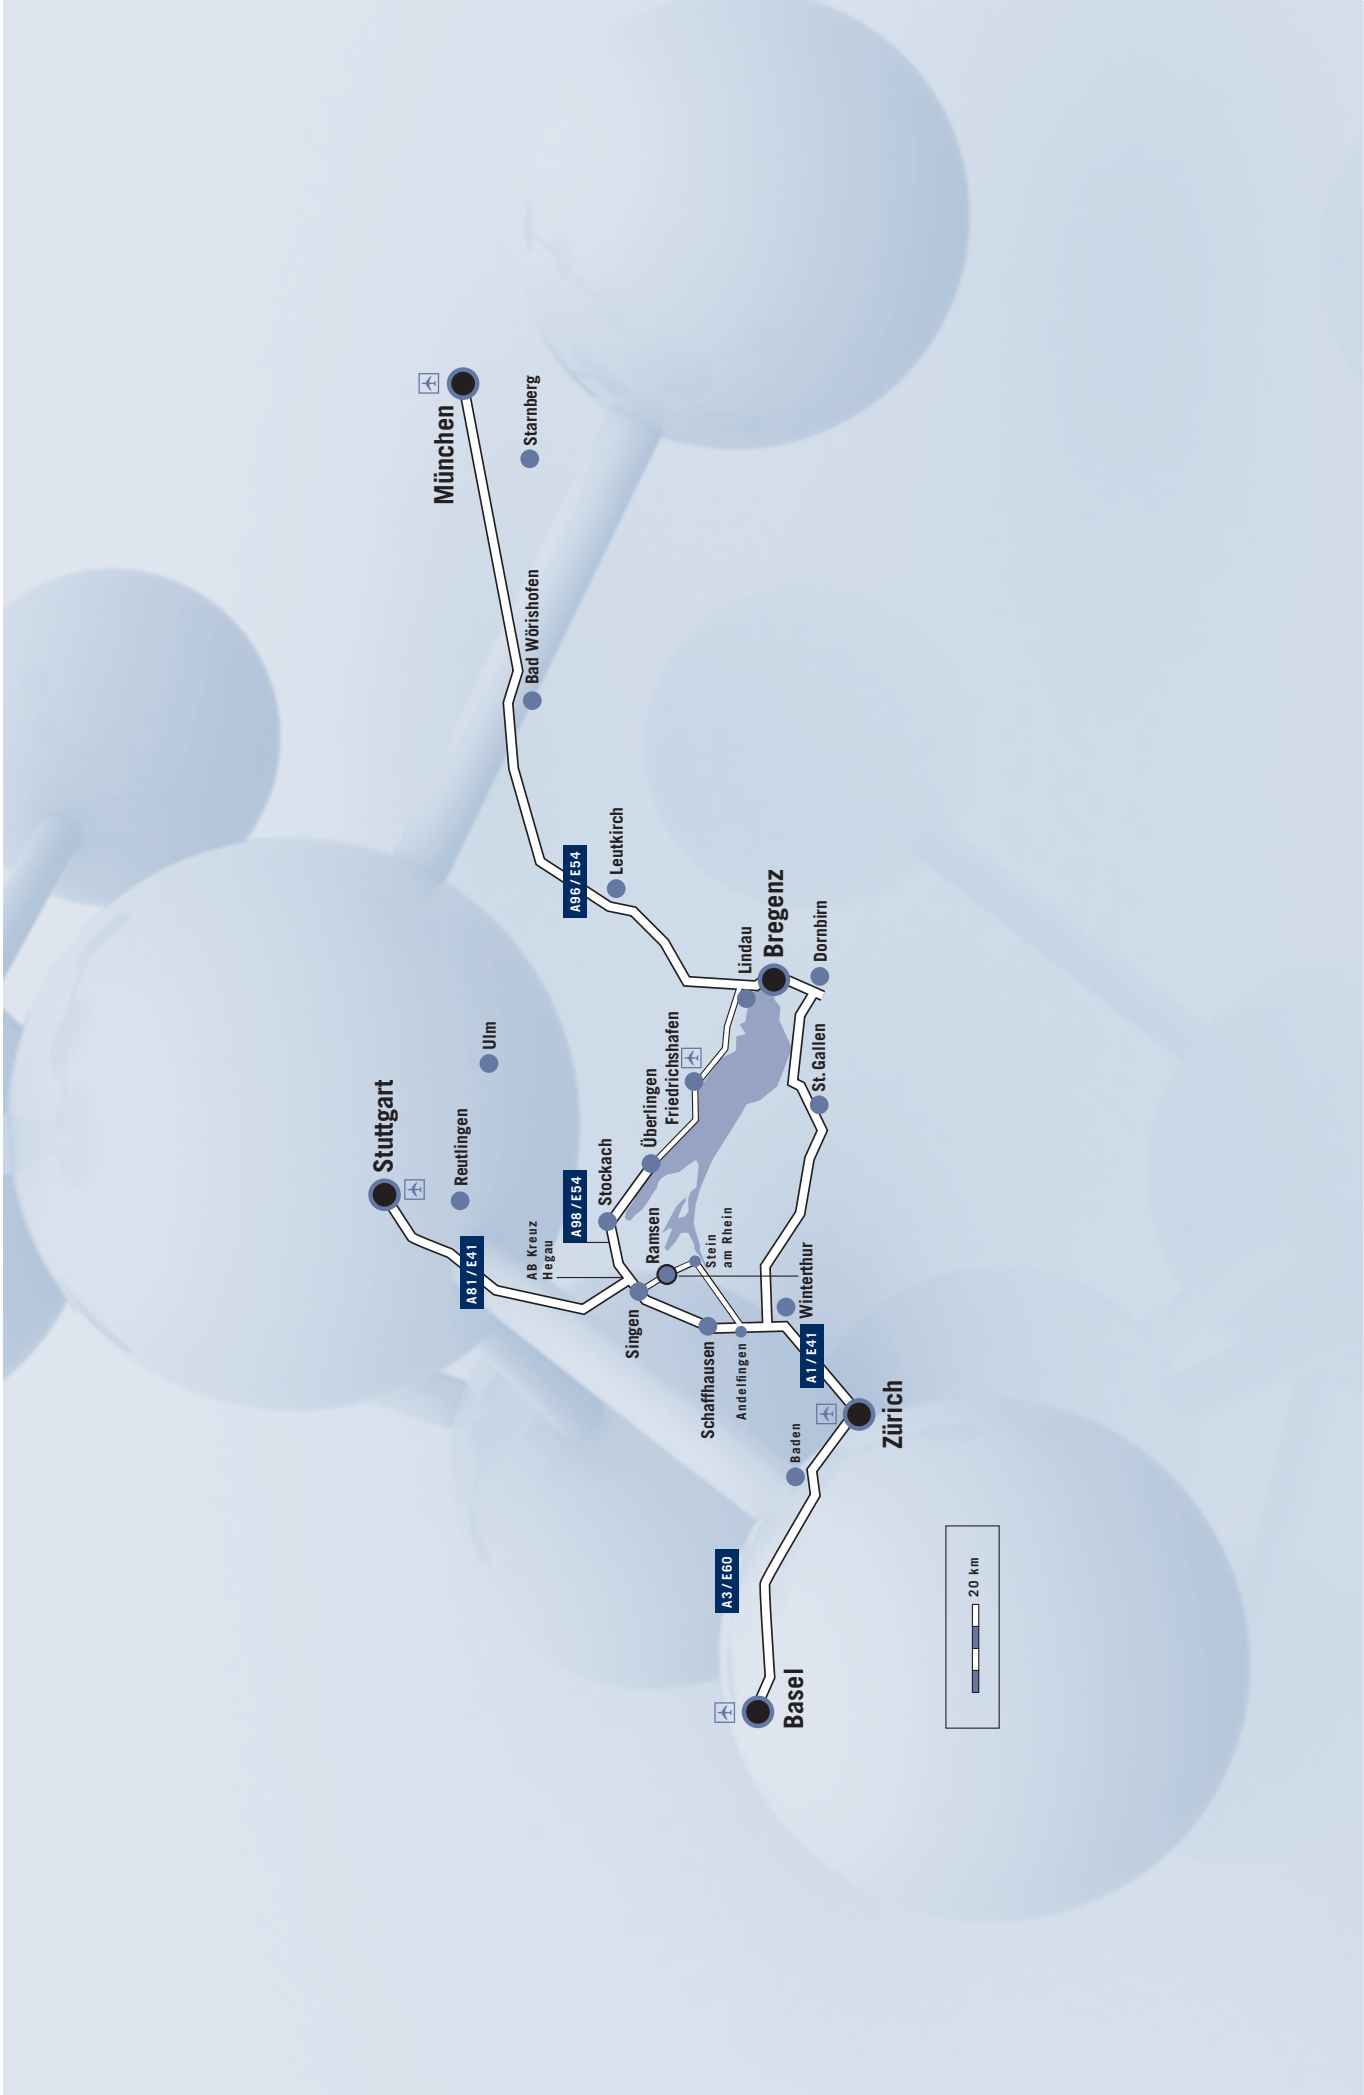 Stuttgart
München
Reutlingen
Ulm
A81 / E41
Starnberg
Bad Wörishofen
AB Kreuz
Hegau
A98 / E54
A96 / E54
Stockach
Leutkirch
Singen
Überlingen
Ramsen
Friedrichshafen
Schaffhausen
Stein
am Rhein
Andelfingen
Lindau
Bregenz
A3 / E60
Basel
Baden
Winterthur
A1 / E41
St. Gallen
Dornbirn
Zürich
20 km